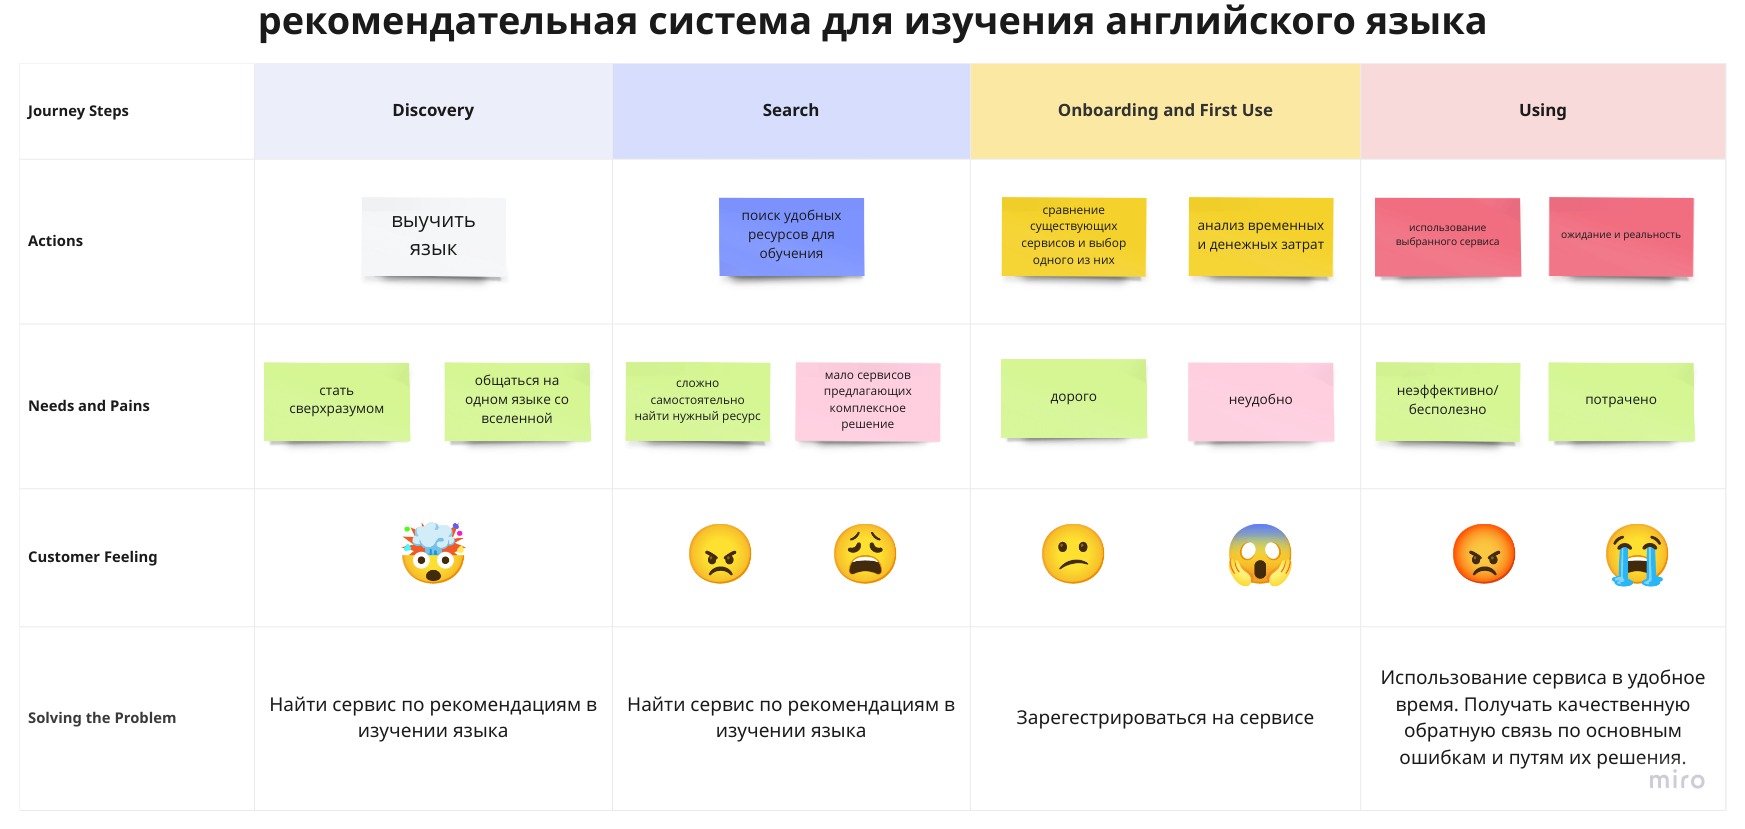 рекомендательная система для изучения английского языка
Journey Steps
Discovery
Search
Onboarding and First Use
Using
Actions
выучить
язык
поиск удобных
ресурсов для
обучения
сравнение
существующих
сервисов и выбор
одного из них
анализ временных
и денежных затрат
использование
выбранного сервиса
ожидание и реальность
Needs and Pains
стать
сверхразумом
общаться на
одном языке со
вселенной
сложно
самостоятельно
найти нужный ресурс
мало сервисов
предлагающих
комплексное
решение
дорого
неудобно
неэффективно/
бесполезно
потрачено
Customer Feeling
Solving the Problem
Найти сервис по рекомендациям в
изучении языка
Найти сервис по рекомендациям в
изучении языка
Зарегестрироваться на сервисе
Использование сервиса в удобное
время. Получать качественную
обратную связь по основным
ошибкам и путям их решения.
miro